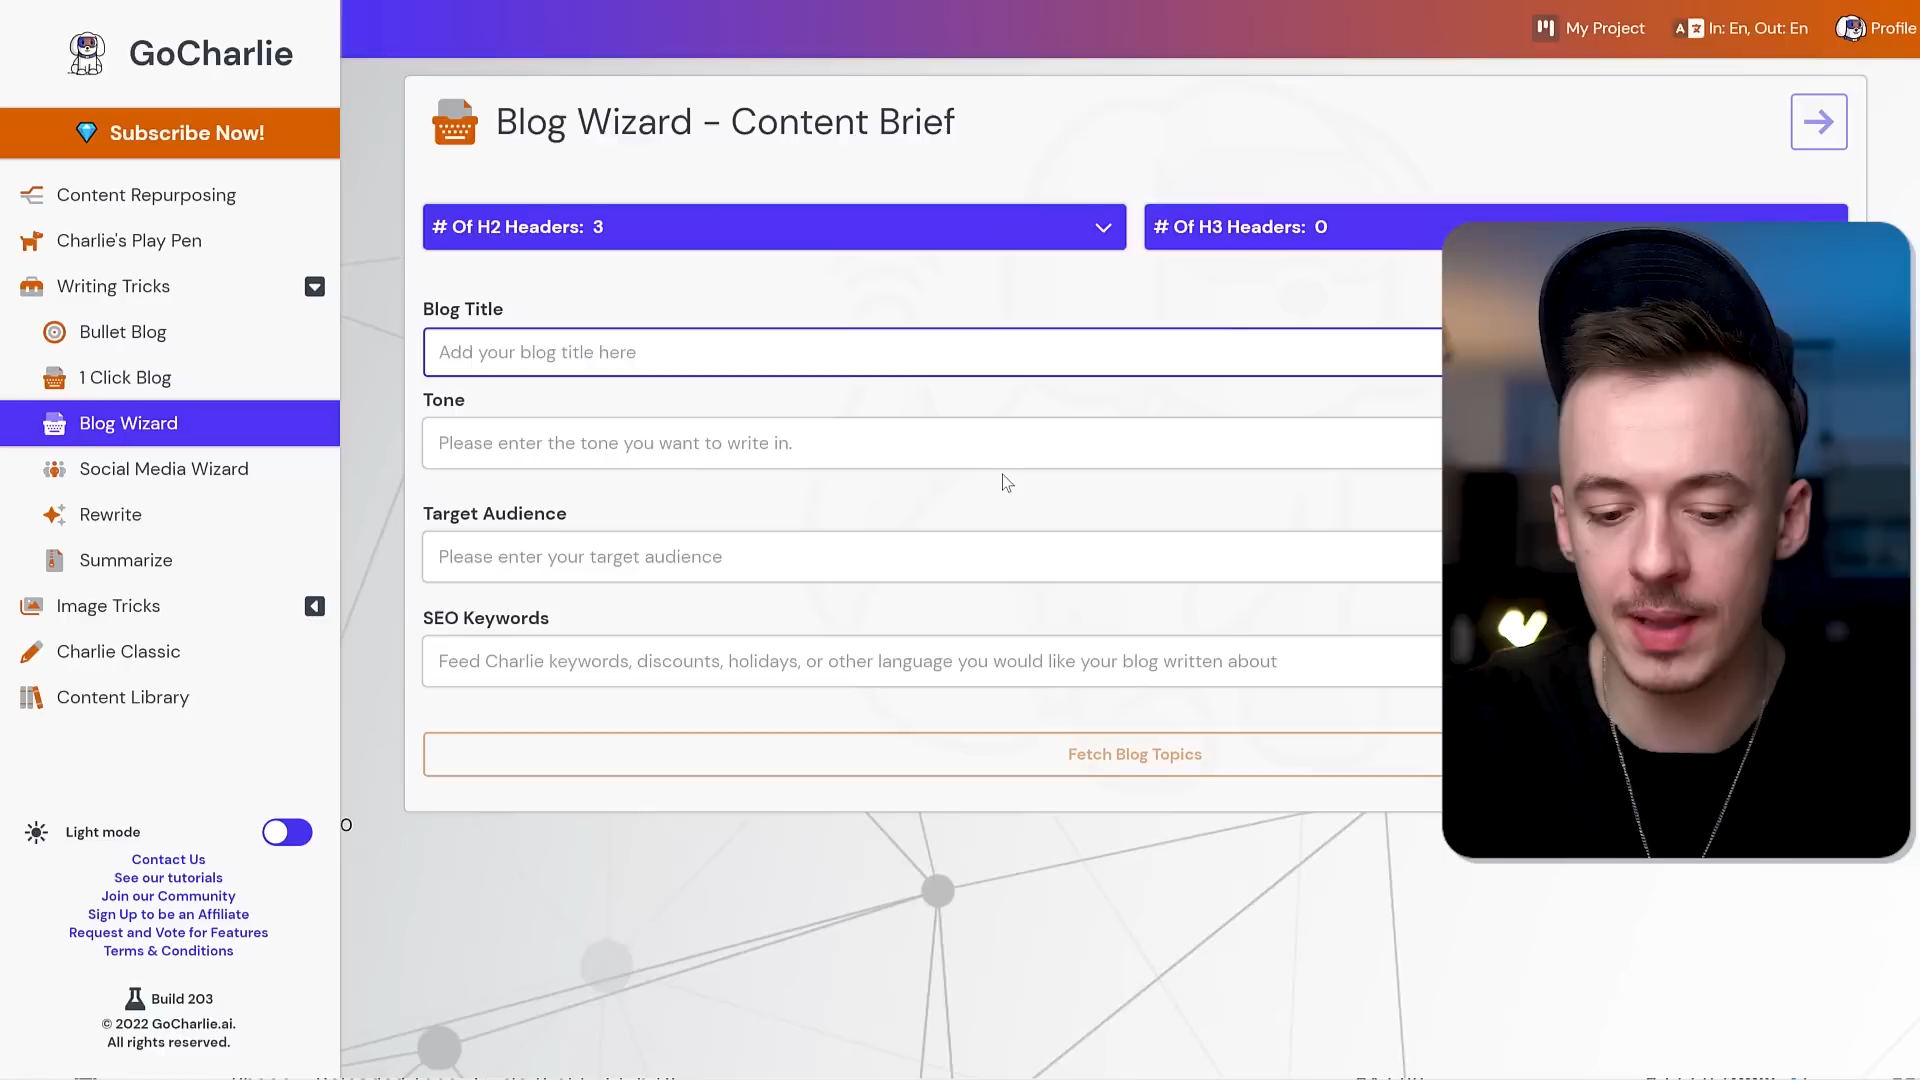 GoCharlie
Subscribe Now!
Content Repurposing
Charlie's Play Pen
Writing Tricks
Bullet Blog
1 Click Blog
Blog Wizard
Social Media Wizard
Rewrite
Summarize
Image Tricks
Charlie Classic
Content Library
Light mode
Contact Us
See our tutorials
Join our Community
Sign Up to be an Affiliate
Request and Vote for Features
Terms & Conditions
Build 203
© 2022 GoCharlie.ai.
All rights reserved.
My Project
In: En, Out: En
Profile
Blog Wizard - Content Brief
# Of H2 Headers: 3
# Of H3 Headers: 0
Blog Title
Add your blog title here
Tone
Please enter the tone you want to write in.
Target Audience
Please enter your target audience
SEO Keywords
Feed Charlie keywords, discounts, holidays, or other language you would like your blog written about
Fetch Blog Topics
0